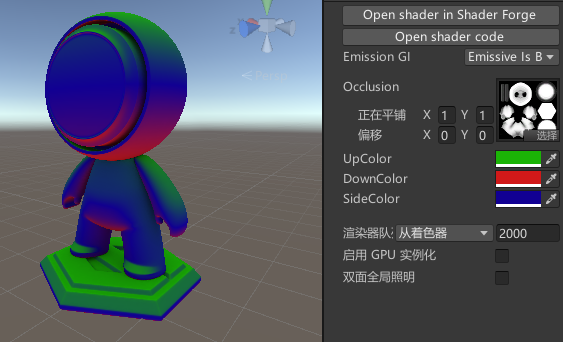 Open shader in Shader Forge
Open shader code
Emission GI Emissive Is B
Occlusion
正在平铺 X 1 Y 1
偏移 X 0 Y 0
选择
UpColor
DownColor
SideColor
渲染器队列 从着色器 2000
启用 GPU 实例化
双面全局照明
z
Persp